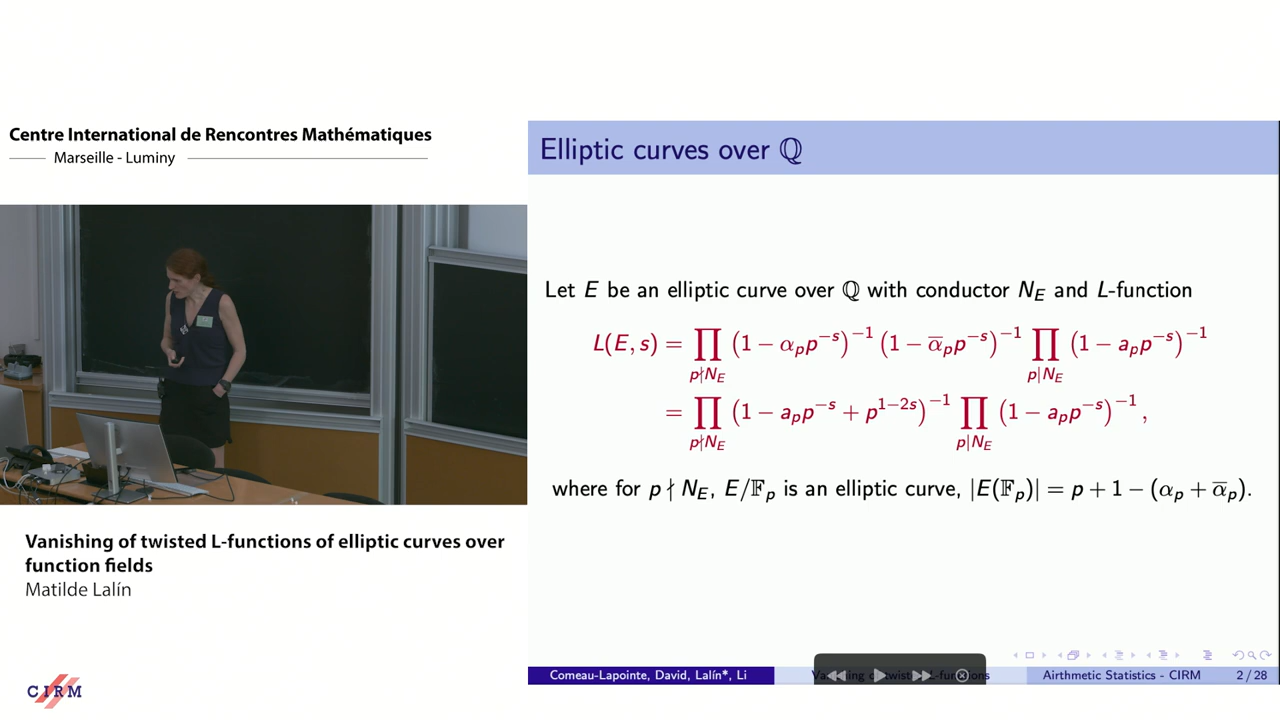 Centre International de Rencontres Mathématiques
Marseille - Luminy
Vanishing of twisted L-functions of elliptic curves over
function fields
Matilde Lalín
CIRM
Elliptic curves over ℚ
Let E be an elliptic curve over ℚ with conductor N_E and L-function
L(E, s) = ∏_{p∤N_E} (1 − α_p p^{−s})^{−1} (1 − ᾱ_p p^{−s})^{−1} ∏_{p|N_E} (1 − a_p p^{−s})^{−1}
= ∏_{p∤N_E} (1 − a_p p^{−s} + p^{1−2s})^{−1} ∏_{p|N_E} (1 − a_p p^{−s})^{−1},
where for p ∤ N_E, E/𝔽_p is an elliptic curve, |E(𝔽_p)| = p + 1 − (α_p + ᾱ_p).
Comeau-Lapointe, David, Lalín*, Li
Airthmetic Statistics - CIRM
2 / 28